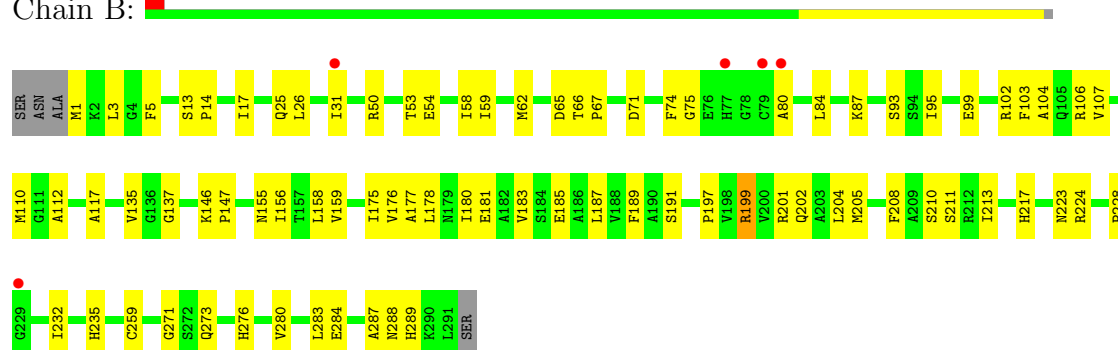 Chain B:
SER ASN ALA M1 K2 L3 G4 F5 S13 P14 I17 Q25 L26 I31 R50 T53 E54 I58 I59 M62 D65 T66 P67 D71 F74 G75 E76 H77 G78 C79 A80 L84 K87 S93 S94 I95 E99 R102 F103 A104 Q105 R106 V107
M110 G111 A112 A117 V135 G136 G137 K146 P147 N155 I156 T157 L158 V159 I175 V176 A177 L178 N179 I180 E181 A182 V183 S184 E185 A186 L187 V188 F189 A190 S191 P197 V198 R199 V200 R201 Q202 A203 L204 M205 F208 A209 S210 S211 R212 I213 H217 N223 R224
G229 I232 H235 C259 G271 S272 Q273 H276 V280 L283 E284 A287 N288 H289 K290 L291 SER